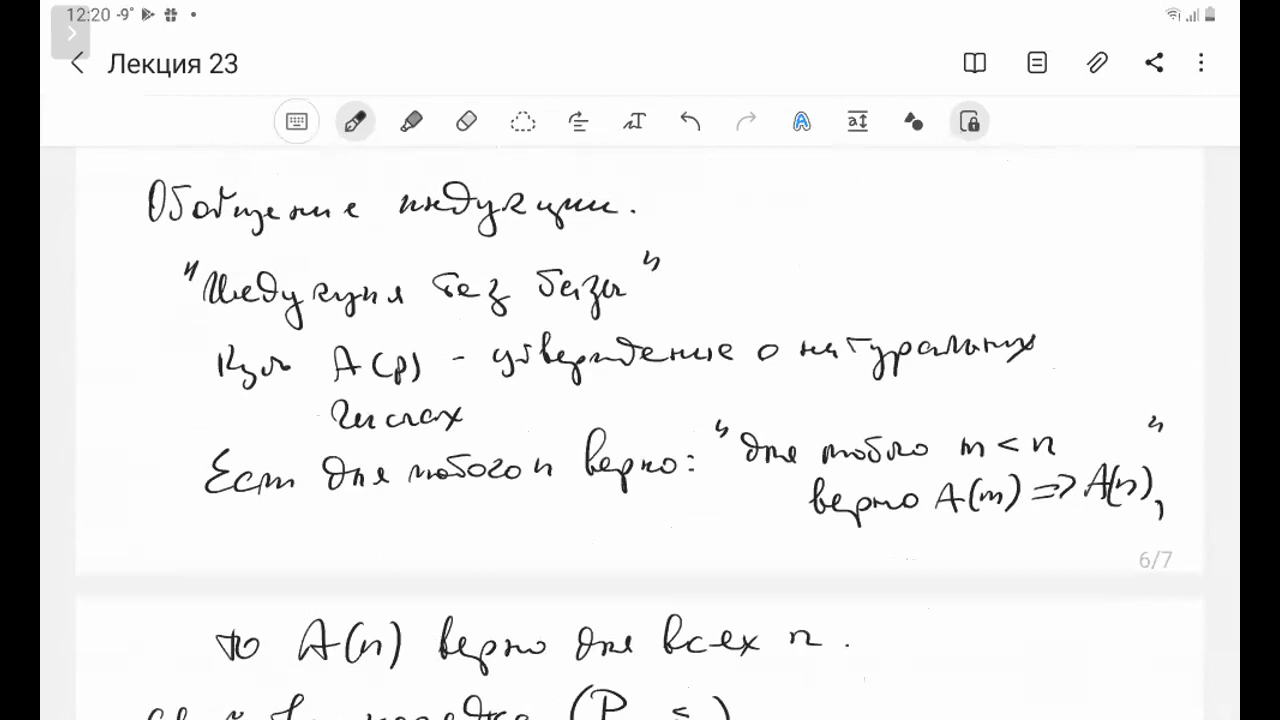 12:20 -9°
Лекция 23
Обобщение индукции.
"Индукция без базы"
Пусть A(p) - утверждение о натуральных
числах
Если для любого n верно: "для любого m < n
верно A(m) => A(n)",
6/7
то A(n) верно для всех n.
(P, ≤)